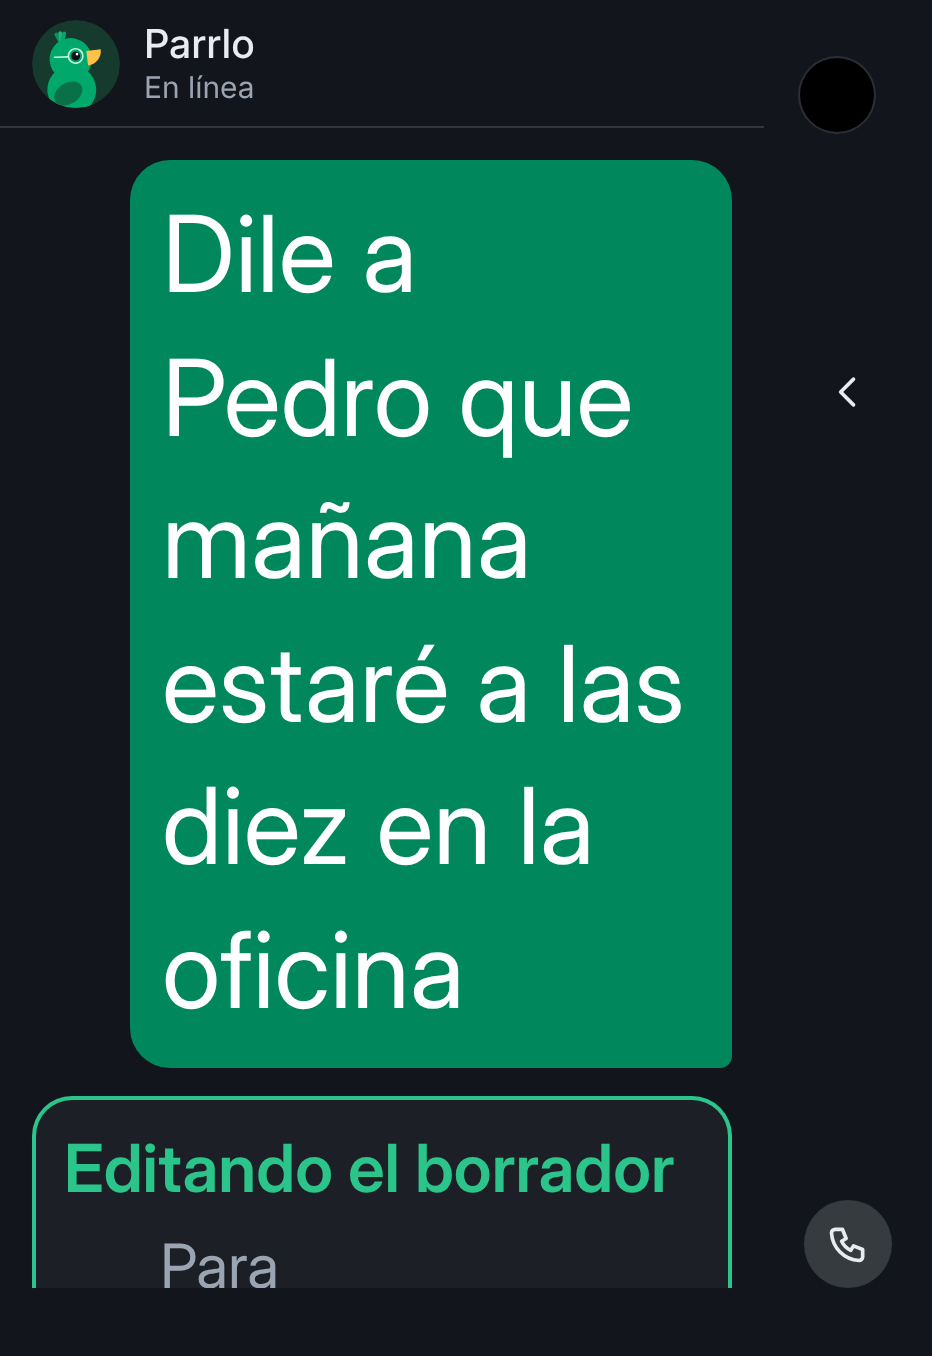 Parrlo
En línea
Dile a
Pedro que
mañana
estaré a las
diez en la
oficina
Editando el borrador
Para